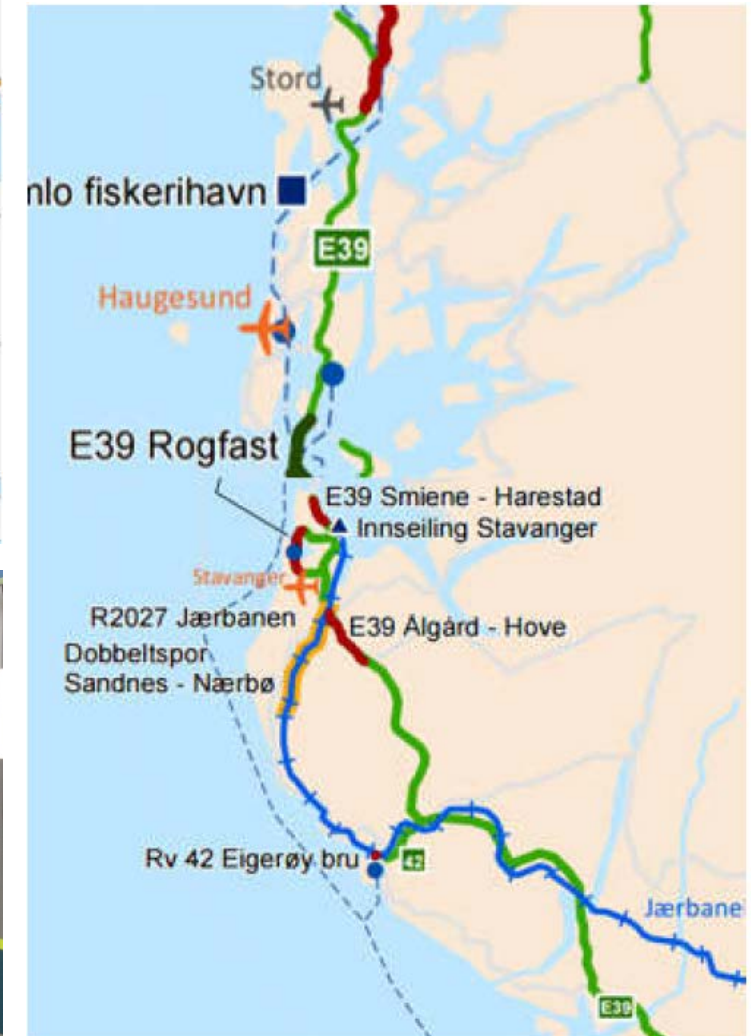 Stord
mlo fiskerihavn
E39
Haugesund
E39 Rogfast
E39 Smiene - Harestad
Innseiling Stavanger
Stavanger
R2027 Jærbanen
E39 Ålgård - Hove
Dobbeltspor
Sandnes - Nærbø
Rv 42 Eigerøy bru
42
Jærbane
E39